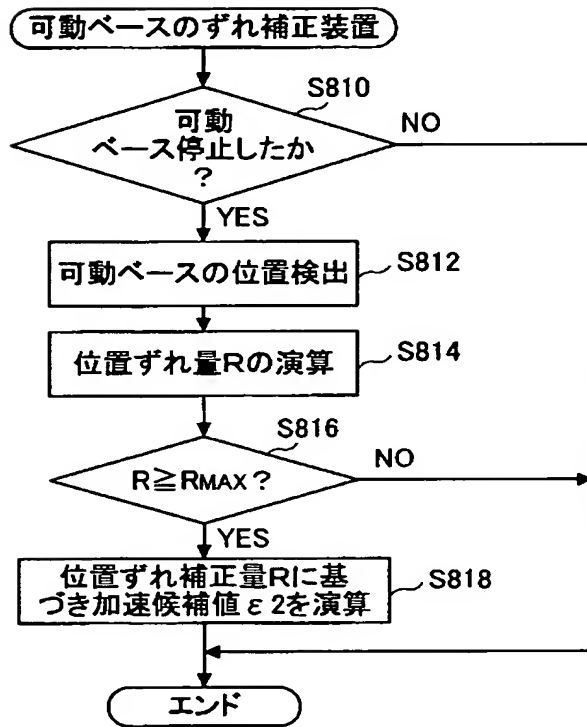 可動ベースのずれ補正装置
S810
可動
ベース停止したか
?
NO
YES
可動ベースの位置検出
S812
位置ずれ量Rの演算
S814
S816
R≧RMAX?
NO
YES
位置ずれ補正量Rに基
づき加速候補値ε2を演算
S818
エンド